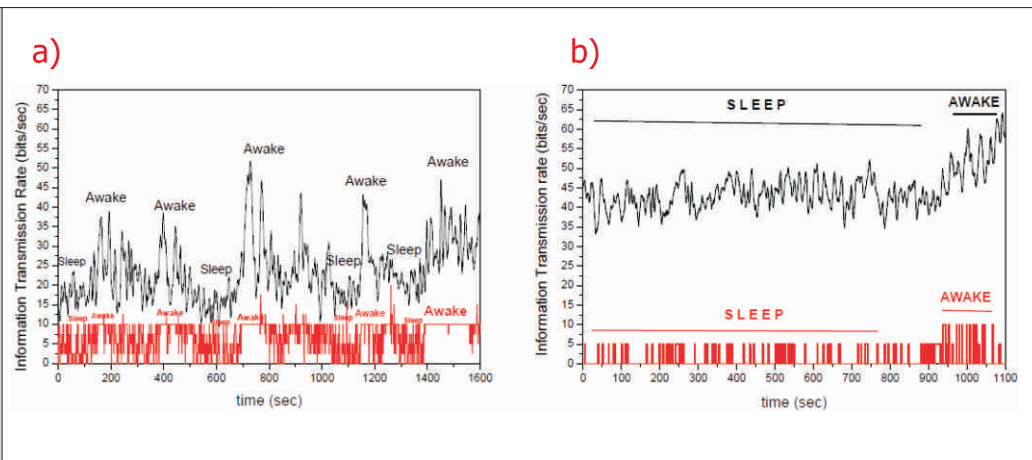 a)
Information Transmission Rate (bits/sec)
70
65
60
55
50
45
40
35
30
25
20
15
10
5
0
Awake
Awake
Awake
Awake
Awake
Sleep
Sleep
Sleep
Sleep
Sleep
Awake
Awake
Sleep
Awake
Sleep
Awake
Sleep
Awake
0 200 400 600 800 1000 1200 1400 1600
time (sec)
b)
Information Transmission rate (bits/sec)
70
65
60
55
50
45
40
35
30
25
20
15
10
5
0
SLEEP
AWAKE
SLEEP
AWAKE
0 100 200 300 400 500 600 700 800 900 1000 1100
time (sec)